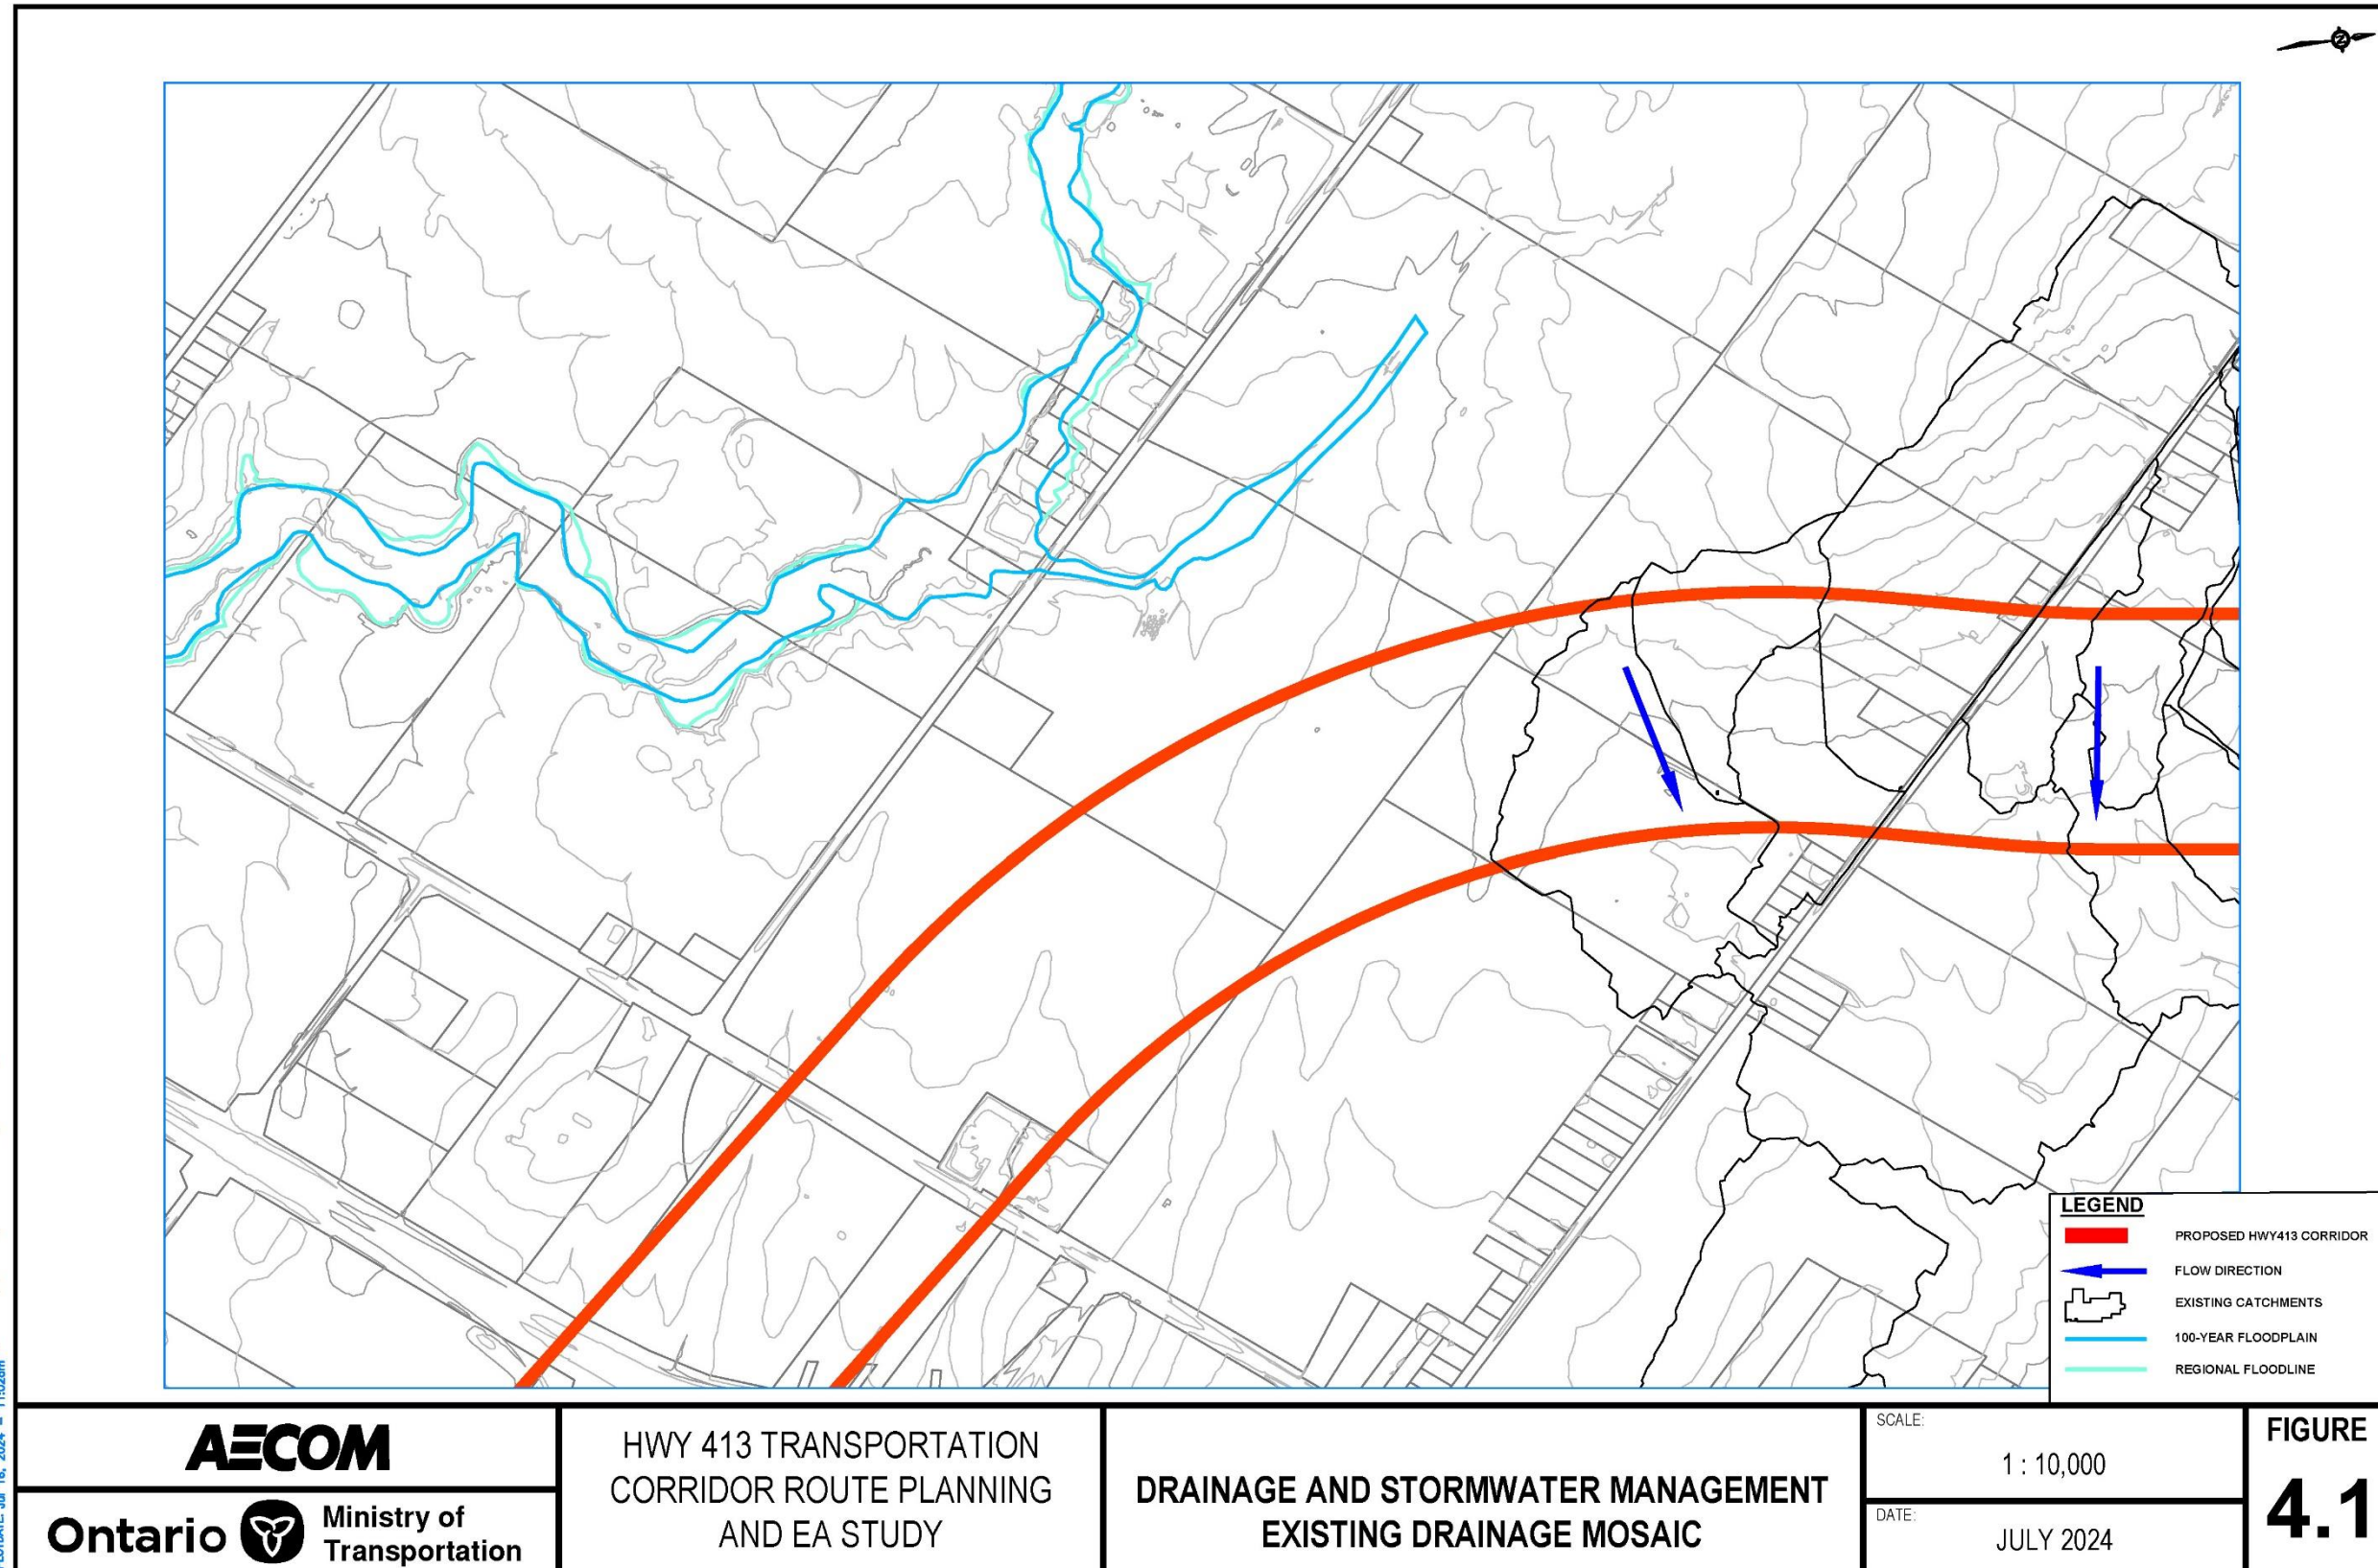 N
LEGEND
PROPOSED HWY413 CORRIDOR
FLOW DIRECTION
EXISTING CATCHMENTS
100-YEAR FLOODPLAIN
REGIONAL FLOODLINE
AECOM
Ontario
Ministry of
Transportation
HWY 413 TRANSPORTATION
CORRIDOR ROUTE PLANNING
AND EA STUDY
DRAINAGE AND STORMWATER MANAGEMENT
EXISTING DRAINAGE MOSAIC
SCALE:
1 : 10,000
DATE:
JULY 2024
FIGURE
4.1